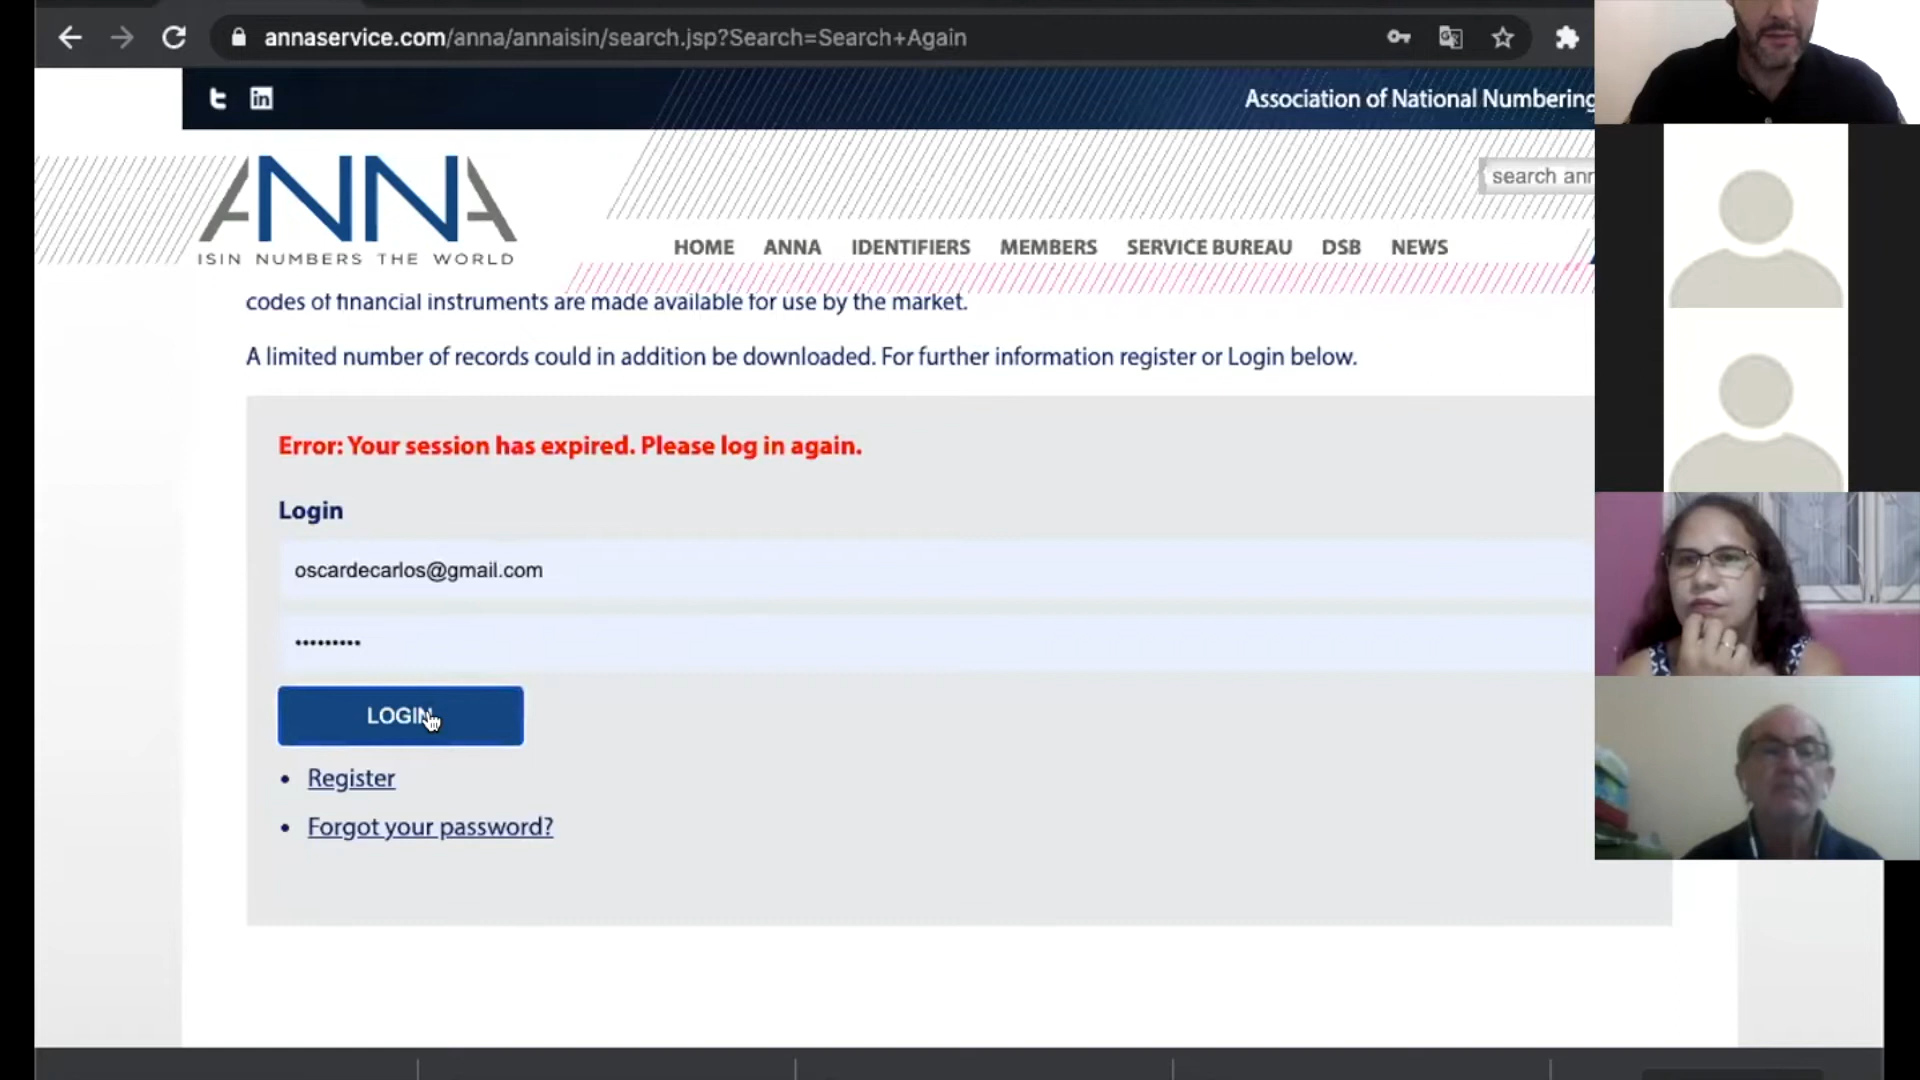 annaservice.com/anna/annaisin/search.jsp?Search=Search+Again
Association of National Numbering
ANNA
ISIN NUMBERS THE WORLD
search ann
HOME ANNA IDENTIFIERS MEMBERS SERVICE BUREAU DSB NEWS
codes of financial instruments are made available for use by the market.
A limited number of records could in addition be downloaded. For further information register or Login below.
Error: Your session has expired. Please log in again.
Login
oscardecarlos@gmail.com
•••••••••
LOGIN
• Register
• Forgot your password?